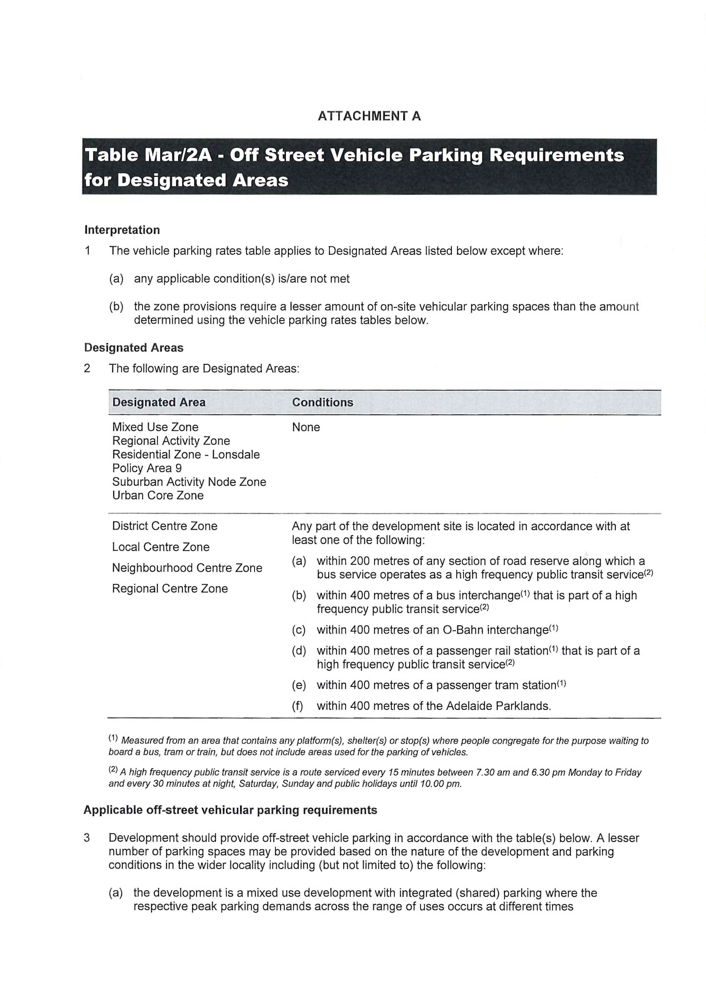 ATTACHMENT A
Table Mar/2A - Off Street Vehicle Parking Requirements
for Designated Areas
Interpretation
1 The vehicle parking rates table applies to Designated Areas listed below except where:
(a) any applicable condition(s) is/are not met
(b) the zone provisions require a lesser amount of on-site vehicular parking spaces than the amount
determined using the vehicle parking rates tables below.
Designated Areas
2 The following are Designated Areas:
Designated Area Conditions
Mixed Use Zone None
Regional Activity Zone
Residential Zone - Lonsdale
Policy Area 9
Suburban Activity Node Zone
Urban Core Zone
District Centre Zone
Local Centre Zone
Neighbourhood Centre Zone
Regional Centre Zone
Any part of the development site is located in accordance with at
least one of the following:
(a) within 200 metres of any section of road reserve along which a
bus service operates as a high frequency public transit service(2)
(b) within 400 metres of a bus interchange(1) that is part of a high
frequency public transit service(2)
(c) within 400 metres of an O-Bahn interchange(1)
(d) within 400 metres of a passenger rail station(1) that is part of a
high frequency public transit service(2)
(e) within 400 metres of a passenger tram station(1)
(f) within 400 metres of the Adelaide Parklands.
(1) Measured from an area that contains any platform(s), shelter(s) or stop(s) where people congregate for the purpose waiting to
board a bus, tram or train, but does not include areas used for the parking of vehicles.
(2) A high frequency public transit service is a route serviced every 15 minutes between 7.30 am and 6.30 pm Monday to Friday
and every 30 minutes at night, Saturday, Sunday and public holidays until 10.00 pm.
Applicable off-street vehicular parking requirements
3 Development should provide off-street vehicle parking in accordance with the table(s) below. A lesser
number of parking spaces may be provided based on the nature of the development and parking
conditions in the wider locality including (but not limited to) the following:
(a) the development is a mixed use development with integrated (shared) parking where the
respective peak parking demands across the range of uses occurs at different times